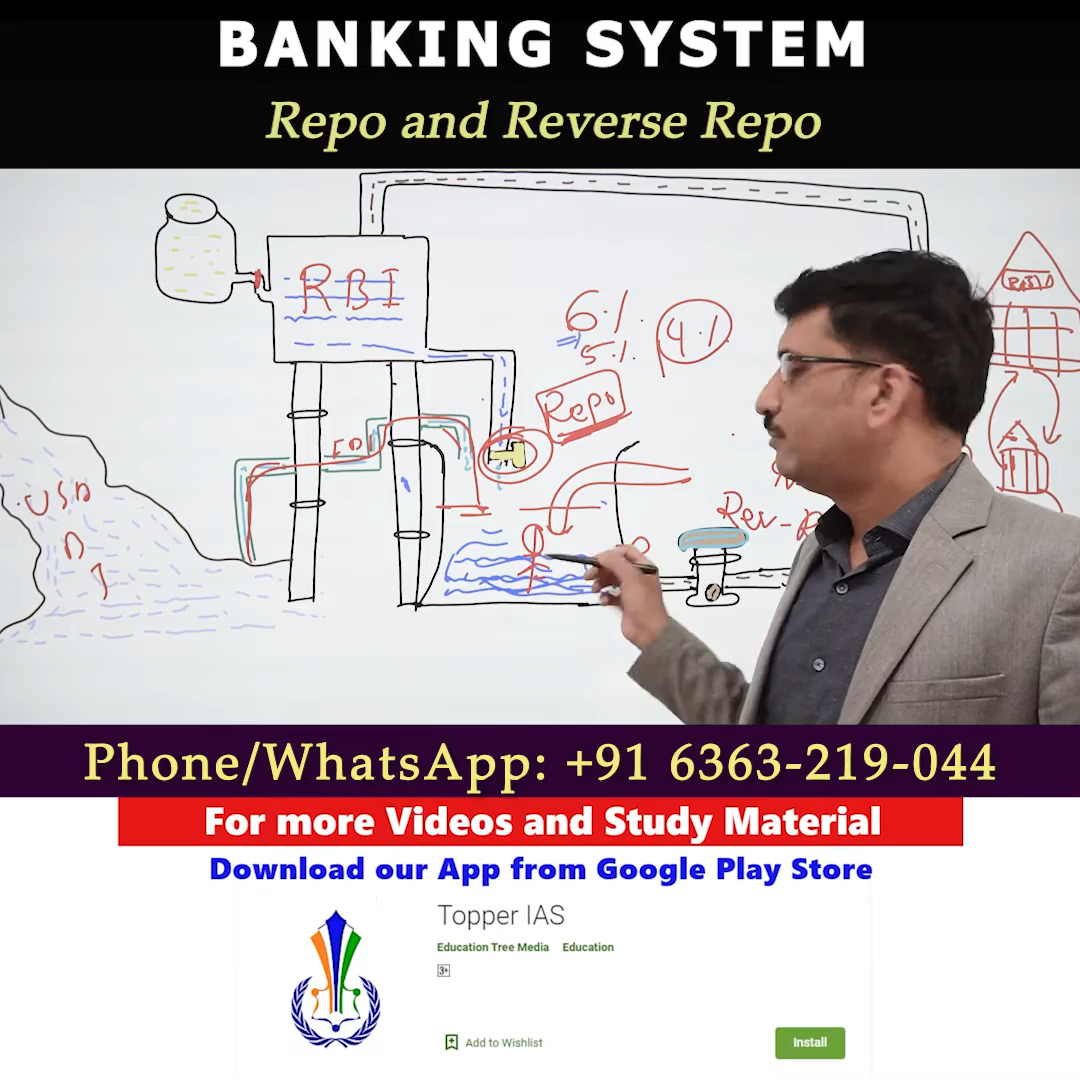 BANKING SYSTEM
Repo and Reverse Repo
RBI
6%
5%
4%
Repo
USD
Phone/WhatsApp: +91 6363-219-044
For more Videos and Study Material
Download our App from Google Play Store
Topper IAS
Education Tree Media Education
3+
Add to Wishlist
Install